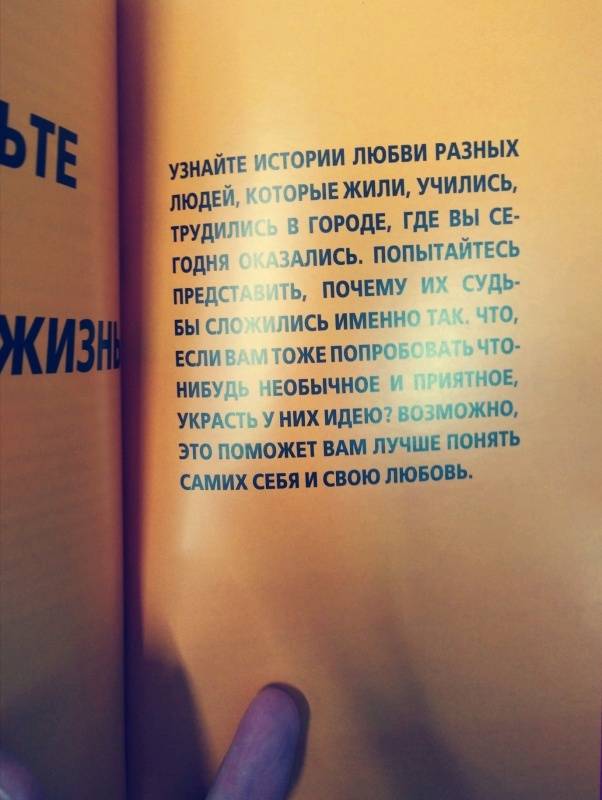 ЬТЕ
ЖИЗНЬ
УЗНАЙТЕ ИСТОРИИ ЛЮБВИ РАЗНЫХ
ЛЮДЕЙ, КОТОРЫЕ ЖИЛИ, УЧИЛИСЬ,
ТРУДИЛИСЬ В ГОРОДЕ, ГДЕ ВЫ СЕ-
ГОДНЯ ОКАЗАЛИСЬ. ПОПЫТАЙТЕСЬ
ПРЕДСТАВИТЬ, ПОЧЕМУ ИХ СУДЬ-
БЫ СЛОЖИЛИСЬ ИМЕННО ТАК. ЧТО,
ЕСЛИ ВАМ ТОЖЕ ПОПРОБОВАТЬ ЧТО-
НИБУДЬ НЕОБЫЧНОЕ И ПРИЯТНОЕ,
УКРАСТЬ У НИХ ИДЕЮ? ВОЗМОЖНО,
ЭТО ПОМОЖЕТ ВАМ ЛУЧШЕ ПОНЯТЬ
САМИХ СЕБЯ И СВОЮ ЛЮБОВЬ.